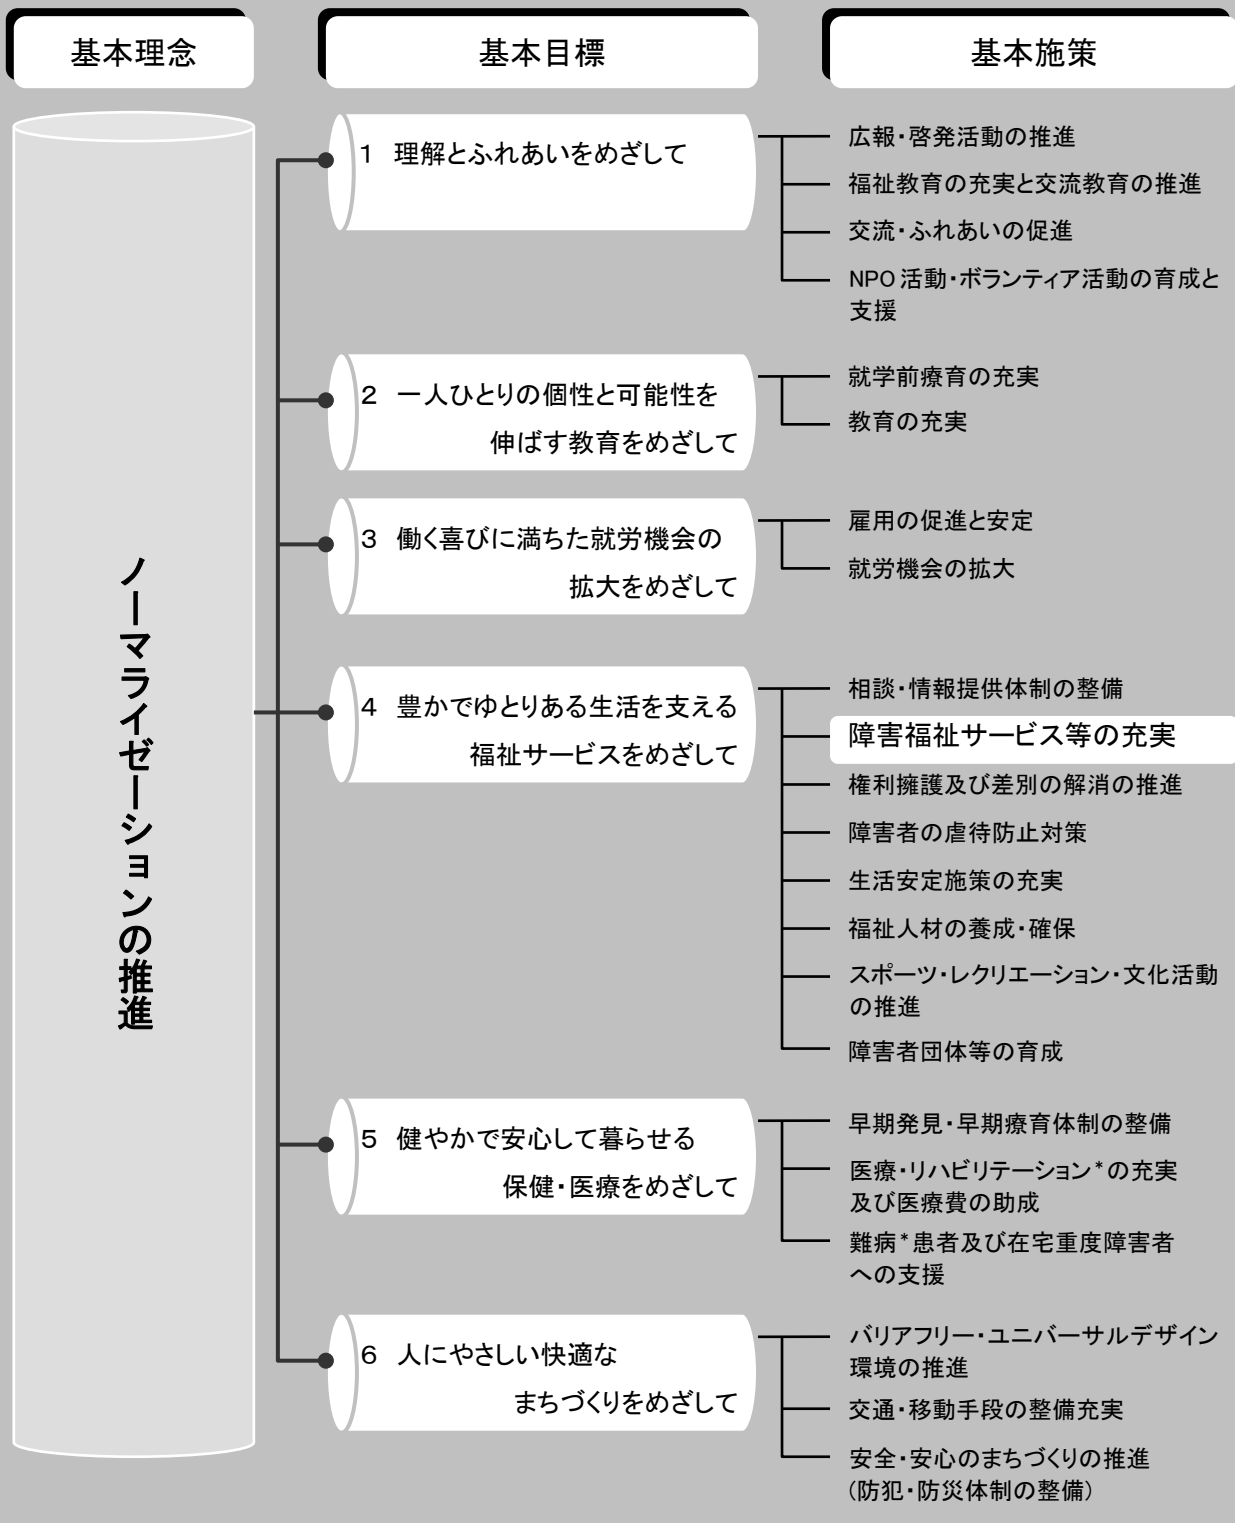 基本理念
基本目標
基本施策
ノーマライゼーションの推進
1 理解とふれあいをめざして
広報・啓発活動の推進
福祉教育の充実と交流教育の推進
交流・ふれあいの促進
NPO 活動・ボランティア活動の育成と
支援
2 一人ひとりの個性と可能性を
伸ばす教育をめざして
就学前療育の充実
教育の充実
3 働く喜びに満ちた就労機会の
拡大をめざして
雇用の促進と安定
就労機会の拡大
4 豊かでゆとりある生活を支える
福祉サービスをめざして
相談・情報提供体制の整備
障害福祉サービス等の充実
権利擁護及び差別の解消の推進
障害者の虐待防止対策
生活安定施策の充実
福祉人材の養成・確保
スポーツ・レクリエーション・文化活動
の推進
障害者団体等の育成
5 健やかで安心して暮らせる
保健・医療をめざして
早期発見・早期療育体制の整備
医療・リハビリテーション*の充実
及び医療費の助成
難病*患者及び在宅重度障害者
への支援
6 人にやさしい快適な
まちづくりをめざして
バリアフリー・ユニバーサルデザイン
環境の推進
交通・移動手段の整備充実
安全・安心のまちづくりの推進
(防犯・防災体制の整備)